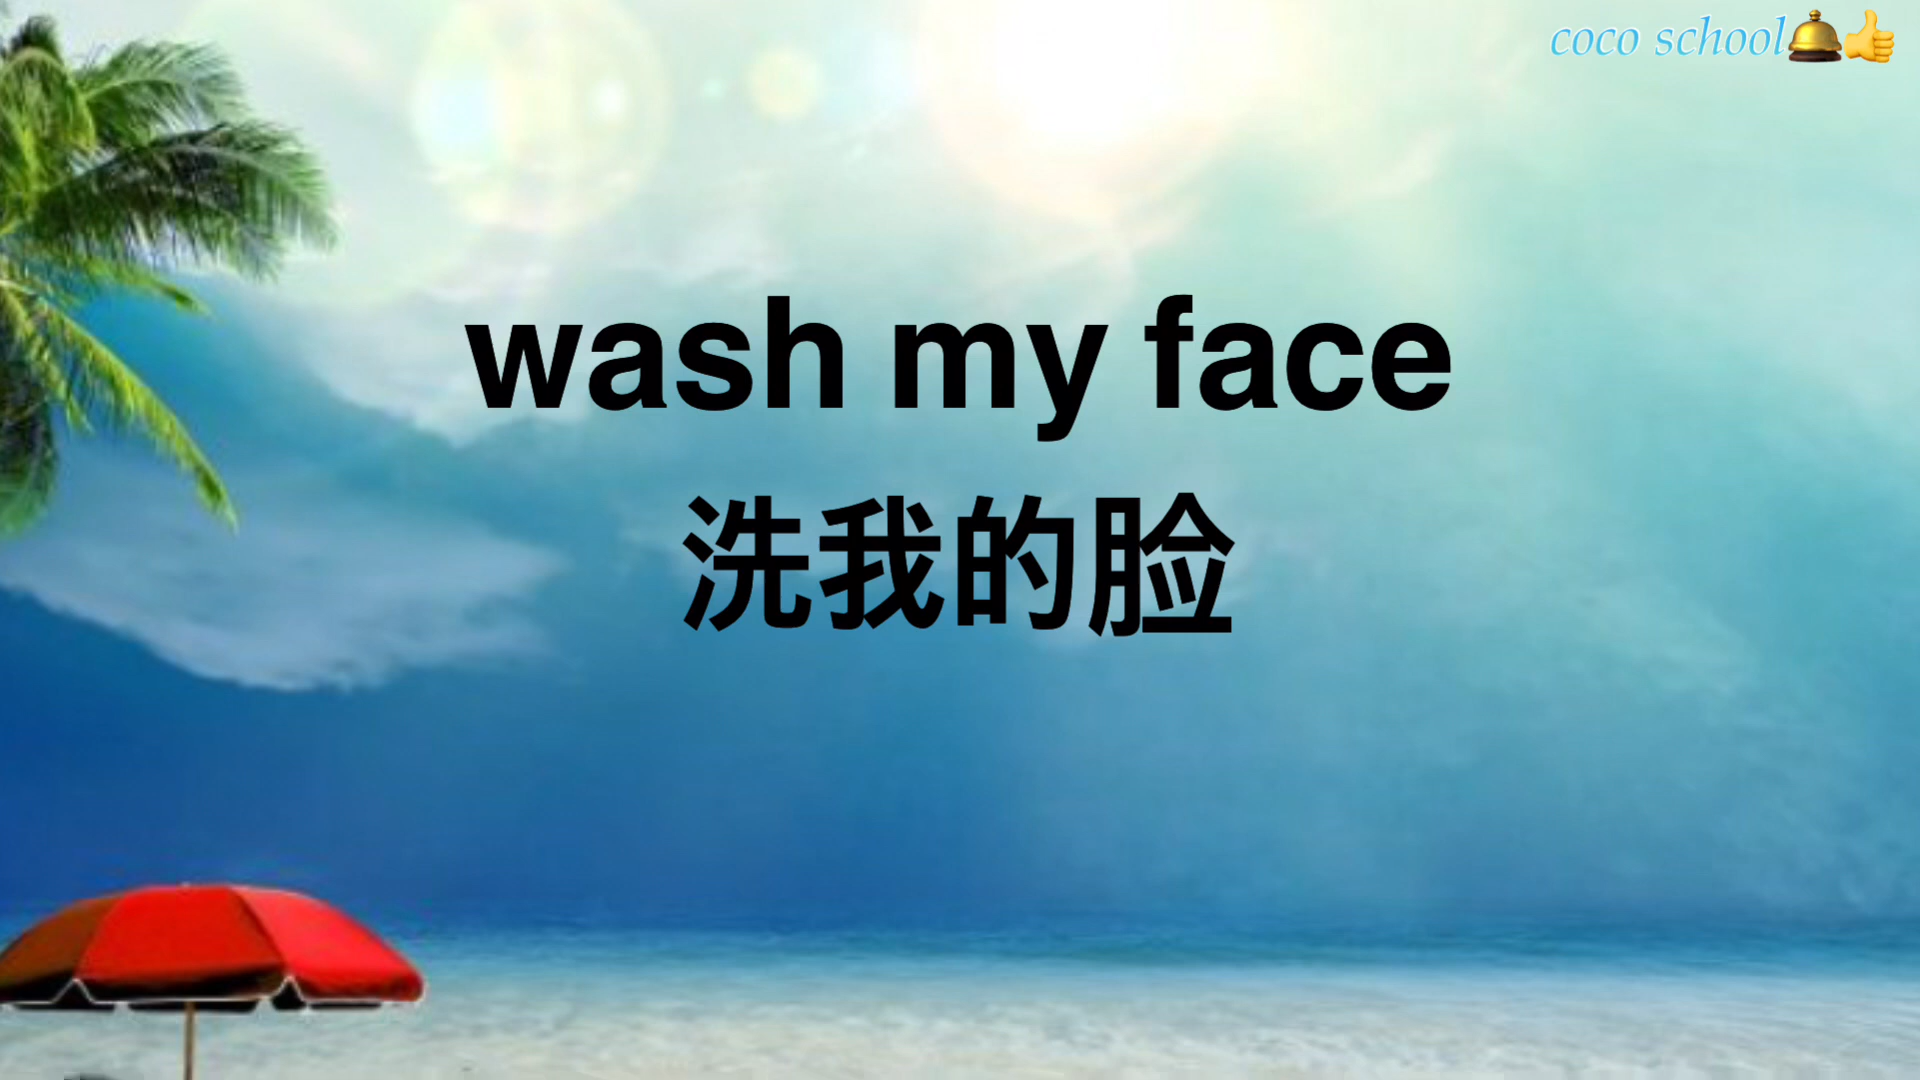 coco school🛎️👍
wash my face
洗我的脸